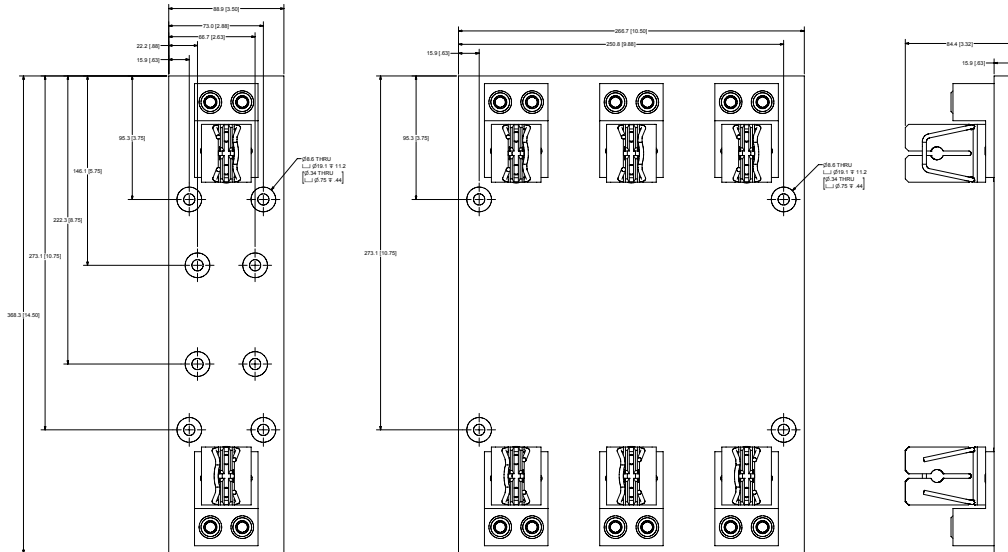 88.9 [3.50]
73.0 [2.88]
66.7 [2.63]
22.2 [.88]
15.9 [.63]
95.3 [3.75]
146.1 [5.75]
222.3 [8.75]
273.1 [10.75]
368.3 [14.50]
Ø8.6 THRU
⌴ Ø19.1 ↧ 11.2
[Ø.34 THRU
[⌴ Ø.75 ↧ .44]
266.7 [10.50]
250.8 [9.88]
15.9 [.63]
95.3 [3.75]
273.1 [10.75]
Ø8.6 THRU
⌴ Ø19.1 ↧ 11.2
[Ø.34 THRU
[⌴ Ø.75 ↧ .44]
84.4 [3.32]
15.9 [.63]